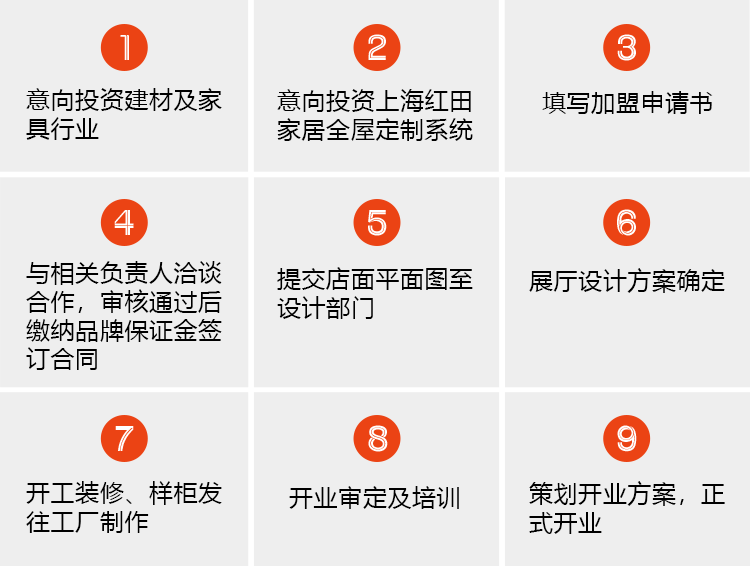 1
意向投资建材及家
具行业
2
意向投资上海红田
家居全屋定制系统
3
填写加盟申请书
4
与相关负责人洽谈
合作，审核通过后
缴纳品牌保证金签
订合同
5
提交店面平面图至
设计部门
6
展厅设计方案确定
7
开工装修、样柜发
往工厂制作
8
开业审定及培训
9
策划开业方案，正
式开业